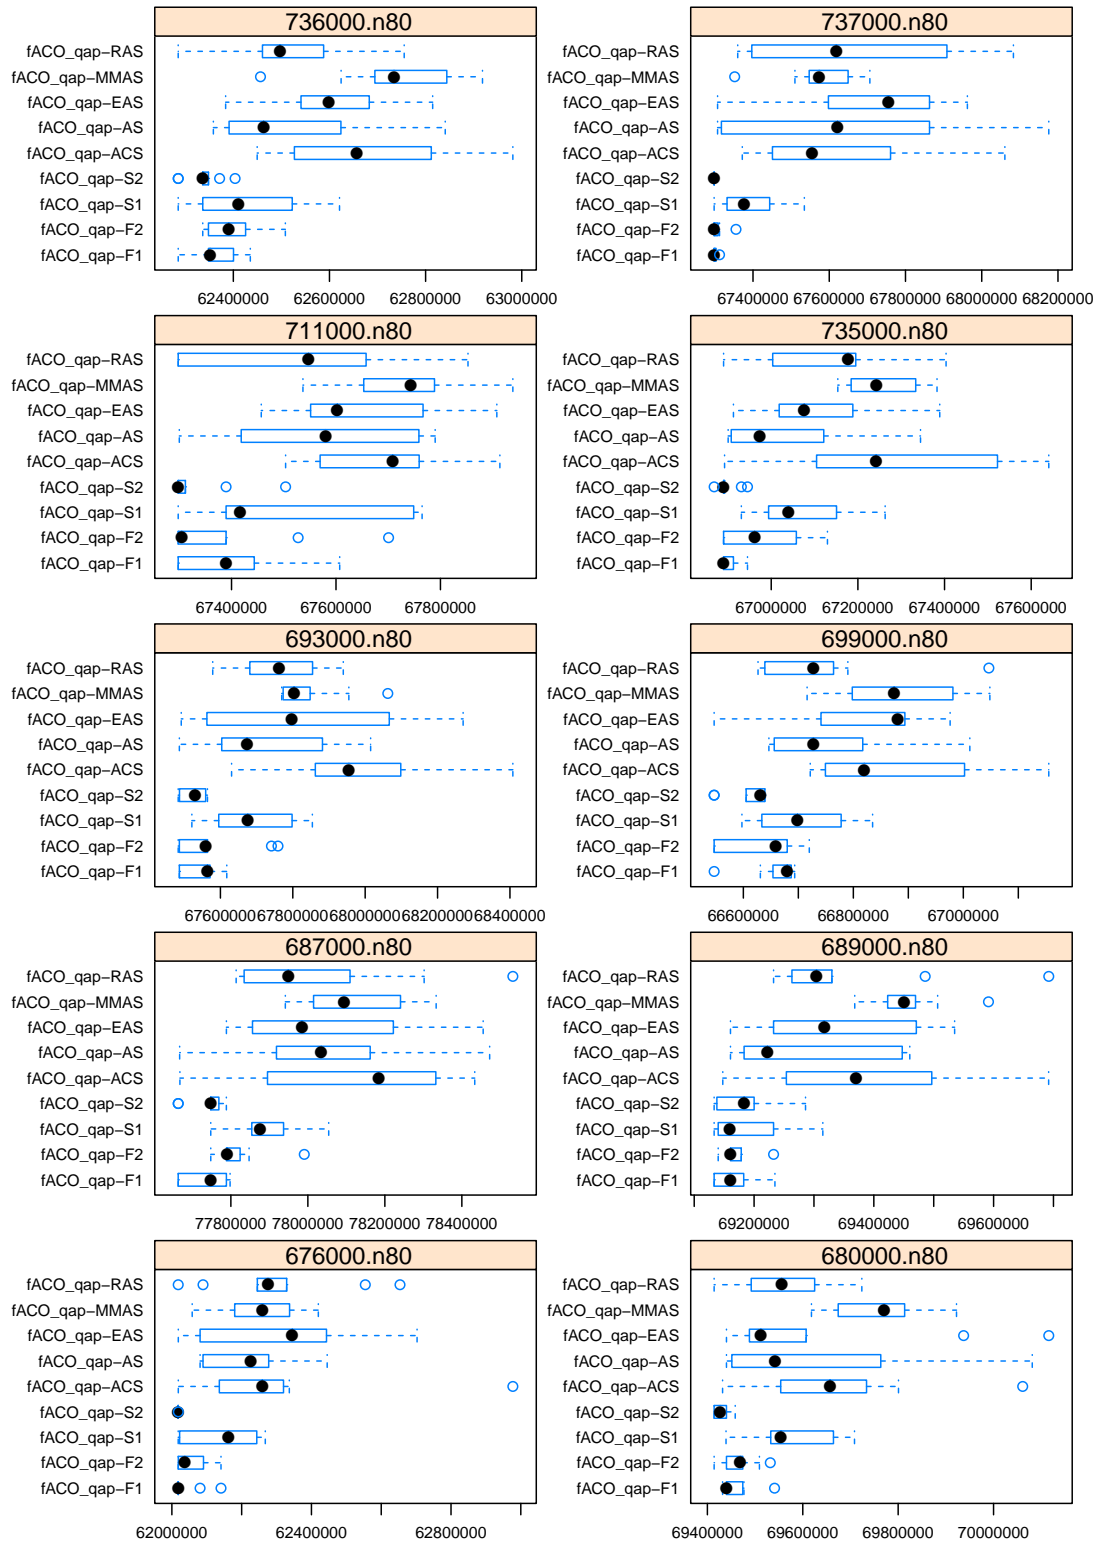 736000.n80
fACO_qap−RAS
fACO_qap−MMAS
fACO_qap−EAS
fACO_qap−AS
fACO_qap−ACS
fACO_qap−S2
fACO_qap−S1
fACO_qap−F2
fACO_qap−F1
62400000 62600000 62800000 63000000
737000.n80
fACO_qap−RAS
fACO_qap−MMAS
fACO_qap−EAS
fACO_qap−AS
fACO_qap−ACS
fACO_qap−S2
fACO_qap−S1
fACO_qap−F2
fACO_qap−F1
67400000 67600000 67800000 68000000 68200000
711000.n80
fACO_qap−RAS
fACO_qap−MMAS
fACO_qap−EAS
fACO_qap−AS
fACO_qap−ACS
fACO_qap−S2
fACO_qap−S1
fACO_qap−F2
fACO_qap−F1
67400000 67600000 67800000
735000.n80
fACO_qap−RAS
fACO_qap−MMAS
fACO_qap−EAS
fACO_qap−AS
fACO_qap−ACS
fACO_qap−S2
fACO_qap−S1
fACO_qap−F2
fACO_qap−F1
67000000 67200000 67400000 67600000
693000.n80
fACO_qap−RAS
fACO_qap−MMAS
fACO_qap−EAS
fACO_qap−AS
fACO_qap−ACS
fACO_qap−S2
fACO_qap−S1
fACO_qap−F2
fACO_qap−F1
67600000 67800000 68000000 68200000 68400000
699000.n80
fACO_qap−RAS
fACO_qap−MMAS
fACO_qap−EAS
fACO_qap−AS
fACO_qap−ACS
fACO_qap−S2
fACO_qap−S1
fACO_qap−F2
fACO_qap−F1
66600000 66800000 67000000
687000.n80
fACO_qap−RAS
fACO_qap−MMAS
fACO_qap−EAS
fACO_qap−AS
fACO_qap−ACS
fACO_qap−S2
fACO_qap−S1
fACO_qap−F2
fACO_qap−F1
77800000 78000000 78200000 78400000
689000.n80
fACO_qap−RAS
fACO_qap−MMAS
fACO_qap−EAS
fACO_qap−AS
fACO_qap−ACS
fACO_qap−S2
fACO_qap−S1
fACO_qap−F2
fACO_qap−F1
69200000 69400000 69600000
676000.n80
fACO_qap−RAS
fACO_qap−MMAS
fACO_qap−EAS
fACO_qap−AS
fACO_qap−ACS
fACO_qap−S2
fACO_qap−S1
fACO_qap−F2
fACO_qap−F1
62000000 62400000 62800000
680000.n80
fACO_qap−RAS
fACO_qap−MMAS
fACO_qap−EAS
fACO_qap−AS
fACO_qap−ACS
fACO_qap−S2
fACO_qap−S1
fACO_qap−F2
fACO_qap−F1
69400000 69600000 69800000 70000000